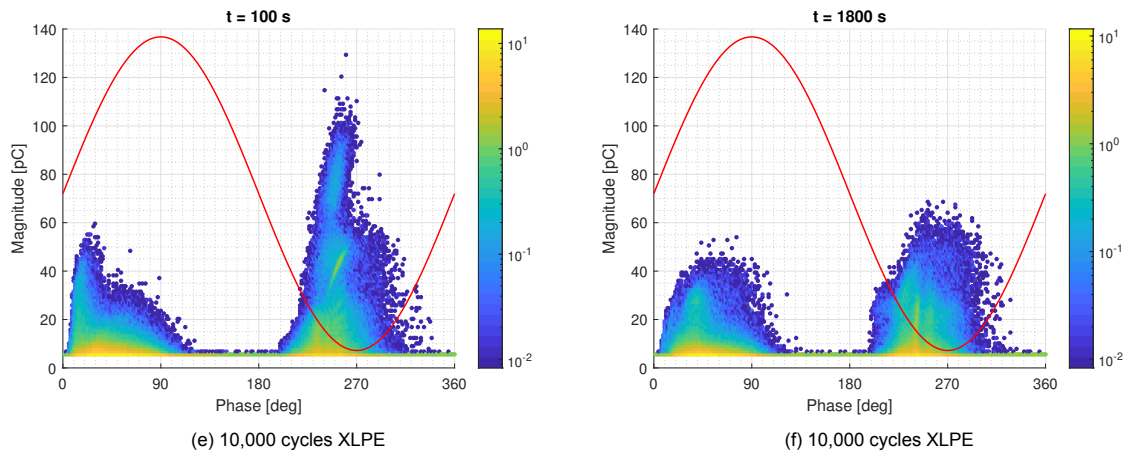 t = 100 s
Magnitude [pC]
140
120
100
80
60
40
20
0
0 90 180 270 360
Phase [deg]
10^1
10^0
10^-1
10^-2
(e) 10,000 cycles XLPE
t = 1800 s
Magnitude [pC]
140
120
100
80
60
40
20
0
0 90 180 270 360
Phase [deg]
10^1
10^0
10^-1
10^-2
(f) 10,000 cycles XLPE